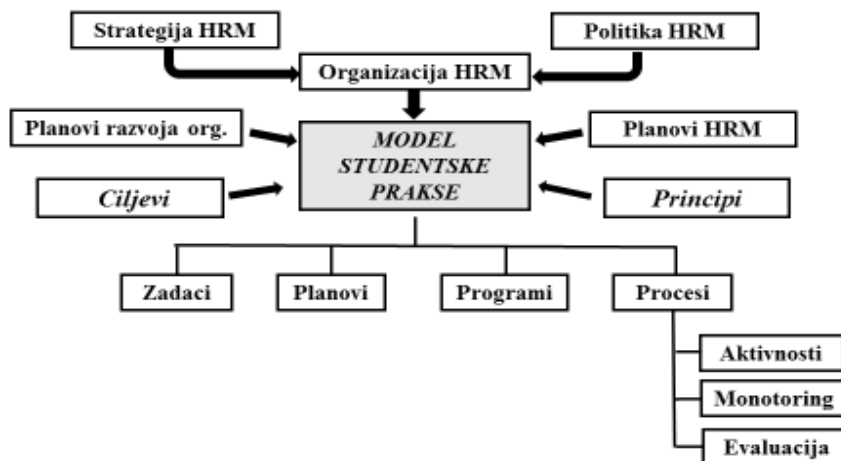 Strategija HRM
Politika HRM
Organizacija HRM
Planovi razvoja org.
MODEL
STUDENTSKE
PRAKSE
Planovi HRM
Ciljevi
Principi
Zadaci
Planovi
Programi
Procesi
Aktivnosti
Monotoring
Evaluacija